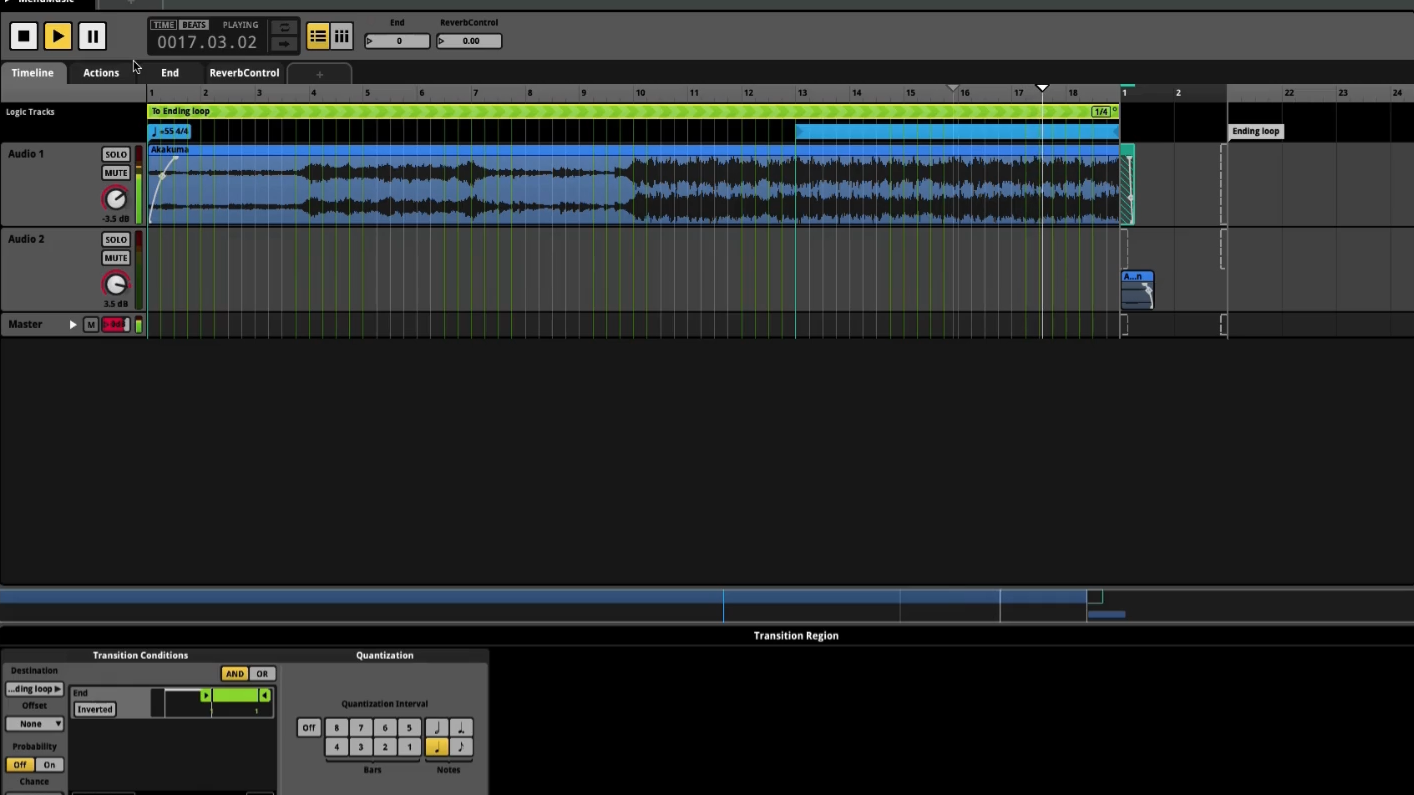 MenuMusic
TIME BEATS PLAYING
0017.03.02
End
0
ReverbControl
0.00
Timeline Actions End ReverbControl +
1 2 3 4 5 6 7 8 9 10 11 12 13 14 15 16 17 18 1 2 22 23 24
Logic Tracks
To Ending loop 1/4
=55 4/4
Ending loop
Audio 1
SOLO
MUTE
-3.5 dB
Akakuma
Audio 2
SOLO
MUTE
3.5 dB
A...n
Master M
Transition Region
Transition Conditions
Quantization
Destination
...ding loop
Offset
None
Probability
Off On
Chance
AND OR
End
Inverted
1
Quantization Interval
Off 8 7 6 5
4 3 2 1
Bars Notes